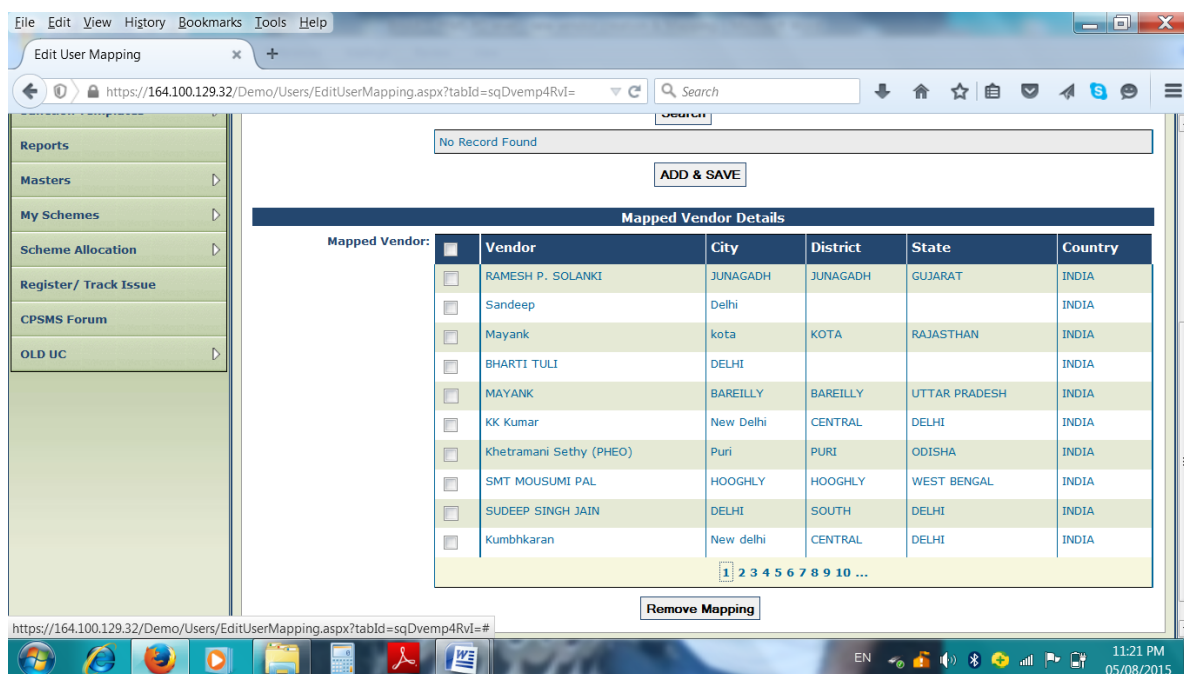 File Edit View History Bookmarks Tools Help
Edit User Mapping × +
https://164.100.129.32/Demo/Users/EditUserMapping.aspx?tabId=sqDvemp4RvI= Search
Search
Reports
No Record Found
Masters
ADD & SAVE
My Schemes
Mapped Vendor Details
Scheme Allocation
Mapped Vendor: Vendor City District State Country
Register/ Track Issue
RAMESH P. SOLANKI JUNAGADH JUNAGADH GUJARAT INDIA
CPSMS Forum
Sandeep Delhi INDIA
Mayank kota KOTA RAJASTHAN INDIA
OLD UC
BHARTI TULI DELHI INDIA
MAYANK BAREILLY BAREILLY UTTAR PRADESH INDIA
KK Kumar New Delhi CENTRAL DELHI INDIA
Khetramani Sethy (PHEO) Puri PURI ODISHA INDIA
SMT MOUSUMI PAL HOOGHLY HOOGHLY WEST BENGAL INDIA
SUDEEP SINGH JAIN DELHI SOUTH DELHI INDIA
Kumbhkaran New delhi CENTRAL DELHI INDIA
1 2 3 4 5 6 7 8 9 10 ...
Remove Mapping
https://164.100.129.32/Demo/Users/EditUserMapping.aspx?tabId=sqDvemp4RvI=#
EN 11:21 PM
05/08/2015